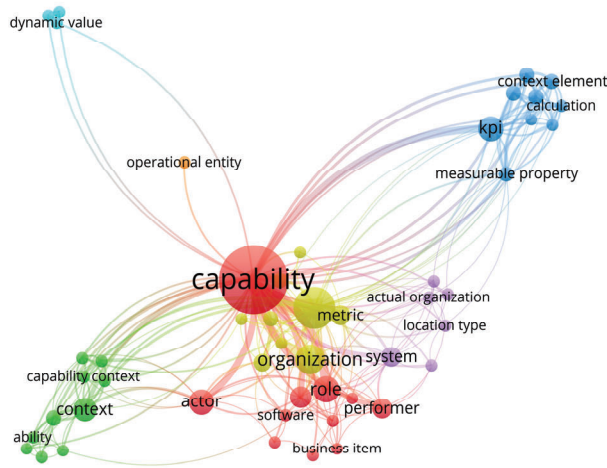 dynamic value
context element
calculation
kpi
operational entity
measurable property
capability
actual organization
metric
location type
organization
system
capability context
role
actor
context
performer
software
ability
business item